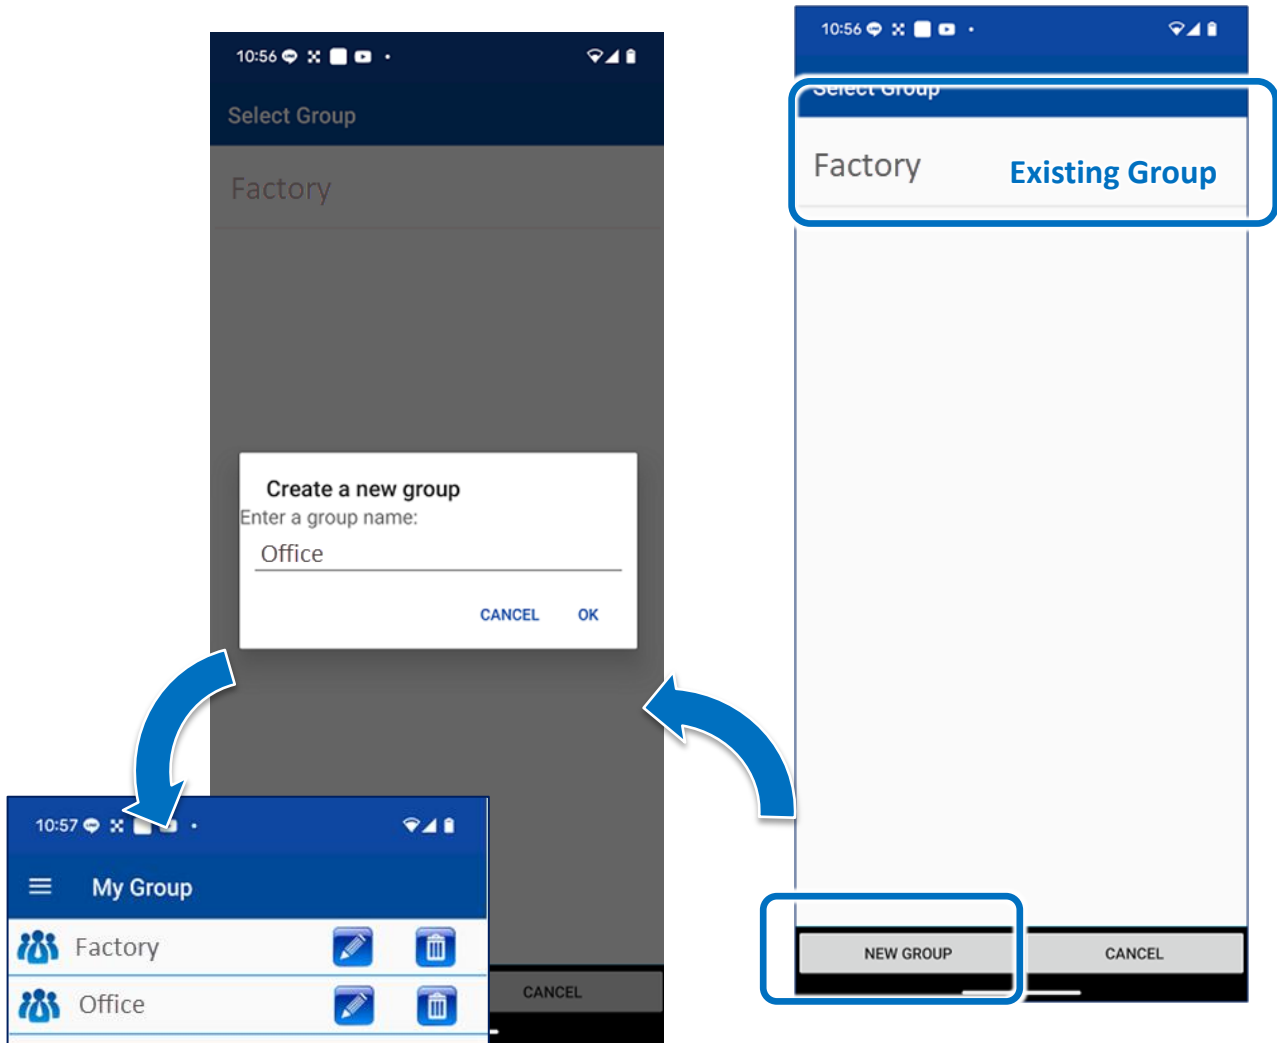 10:56
Select Group
Factory
Create a new group
Enter a group name:
Office
CANCEL
OK
CANCEL
10:56
Select Group
Factory
Existing Group
NEW GROUP
CANCEL
10:57
My Group
Factory
Office